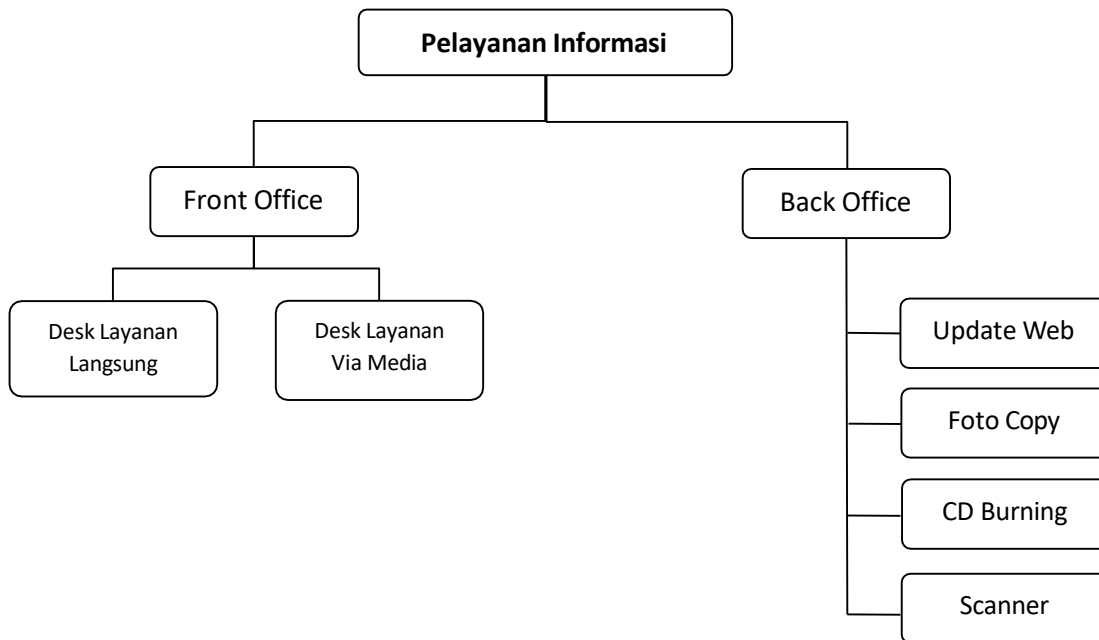 Pelayanan Informasi
Front Office
Back Office
Desk Layanan
Langsung
Desk Layanan
Via Media
Update Web
Foto Copy
CD Burning
Scanner